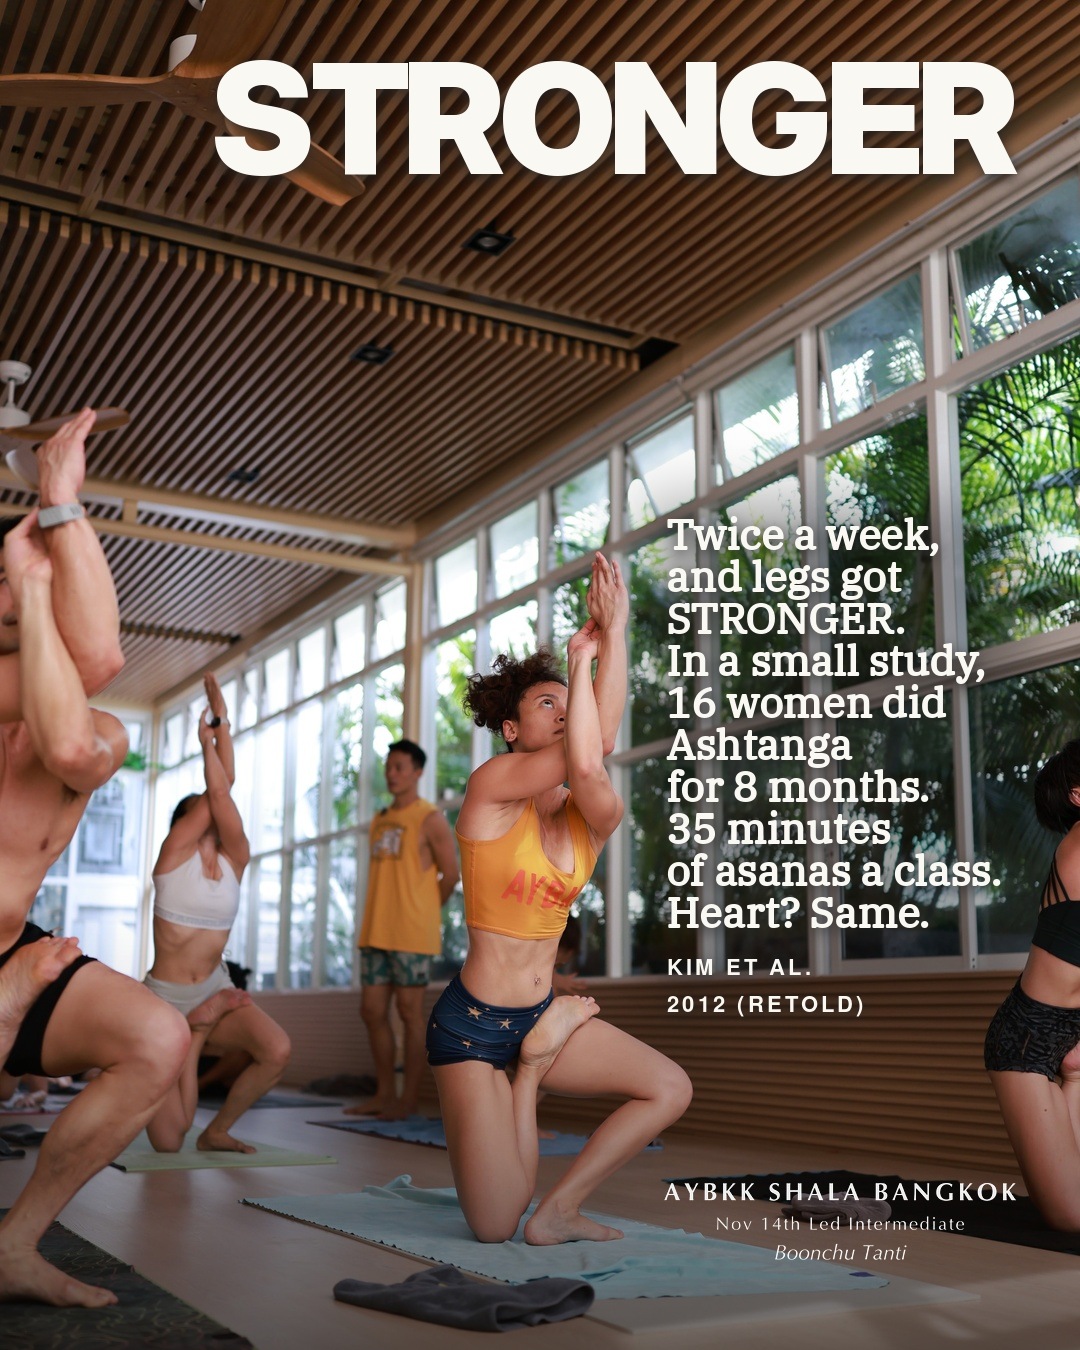 STRONGER
Twice a week,
and legs got
STRONGER.
In a small study,
16 women did
Ashtanga
for 8 months.
35 minutes
of asanas a class.
Heart? Same.
KIM ET AL.
2012 (RETOLD)
AYBKK SHALA BANGKOK
Nov 14th Led Intermediate
Boonchu Tanti